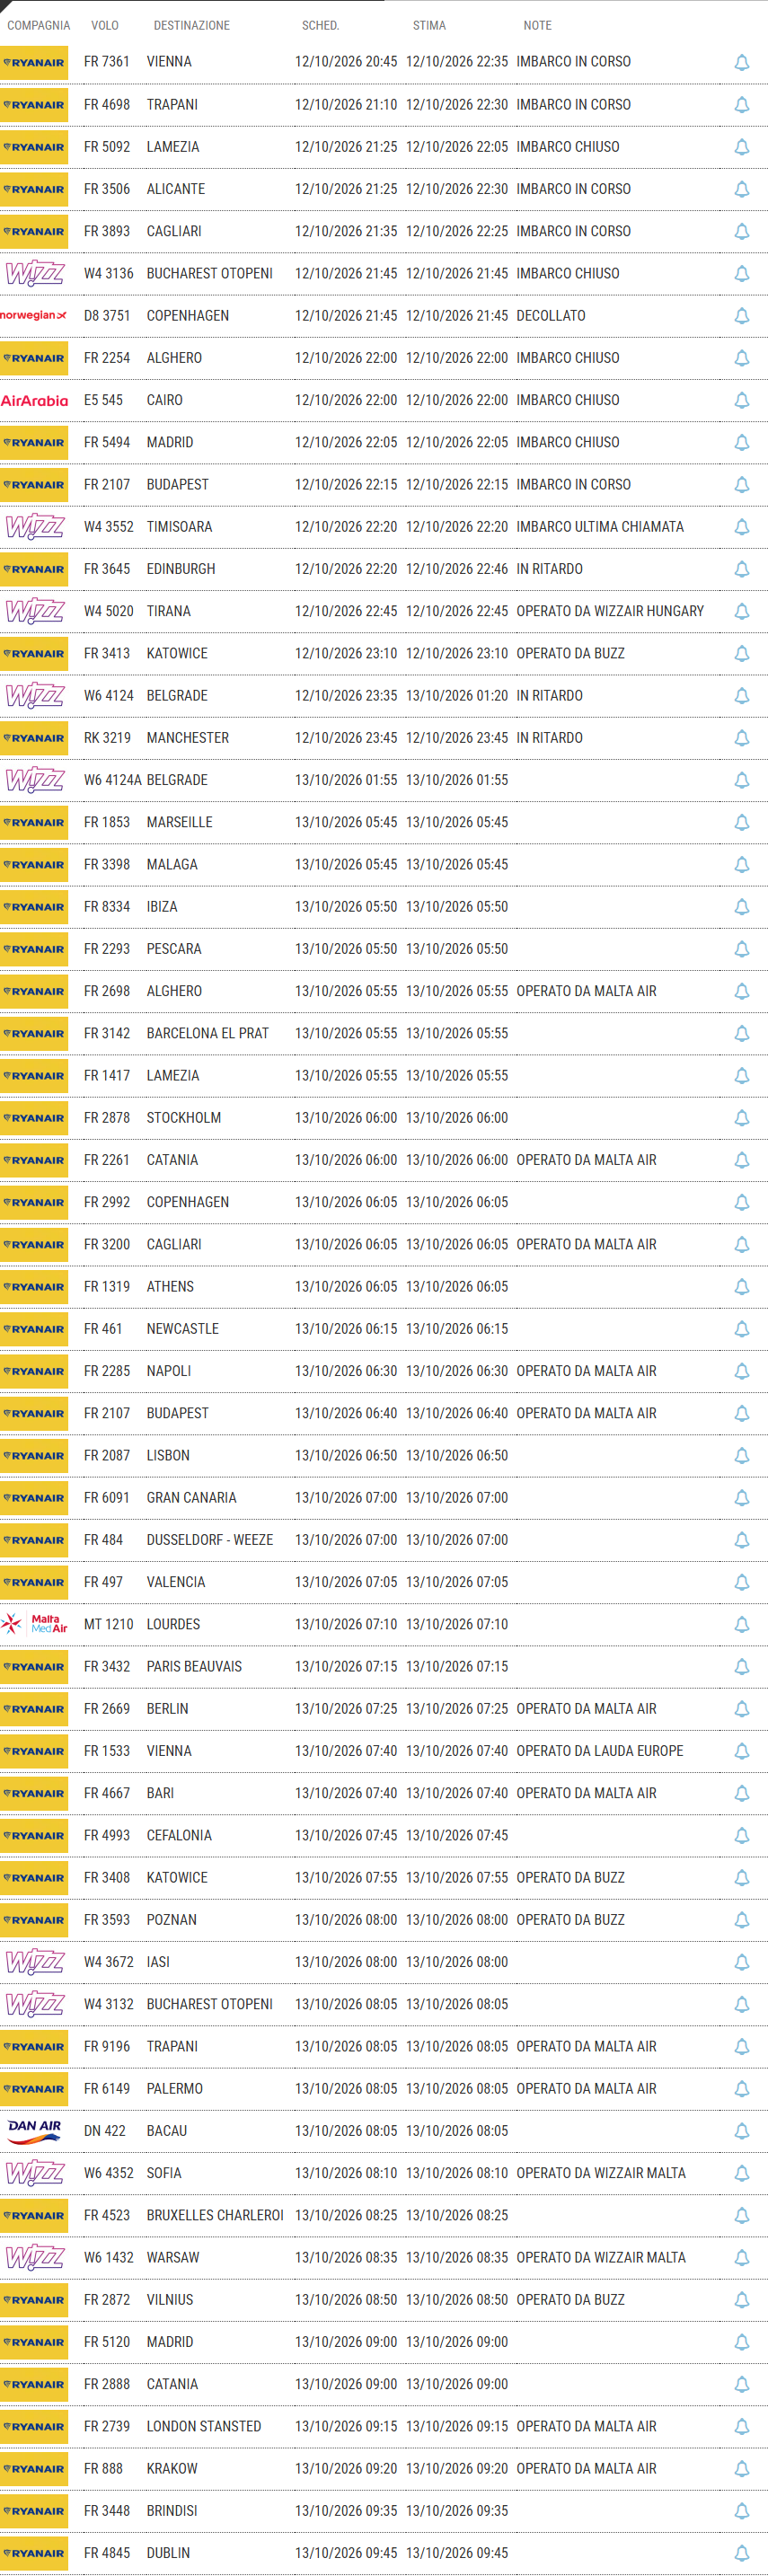 COMPAGNIA VOLO DESTINAZIONE SCHED. STIMA NOTE
RYANAIR FR 7361 VIENNA 12/10/2026 20:45 12/10/2026 22:35 IMBARCO IN CORSO
RYANAIR FR 4698 TRAPANI 12/10/2026 21:10 12/10/2026 22:30 IMBARCO IN CORSO
RYANAIR FR 5092 LAMEZIA 12/10/2026 21:25 12/10/2026 22:05 IMBARCO CHIUSO
RYANAIR FR 3506 ALICANTE 12/10/2026 21:25 12/10/2026 22:30 IMBARCO IN CORSO
RYANAIR FR 3893 CAGLIARI 12/10/2026 21:35 12/10/2026 22:25 IMBARCO IN CORSO
Wizz W4 3136 BUCHAREST OTOPENI 12/10/2026 21:45 12/10/2026 21:45 IMBARCO CHIUSO
norwegian D8 3751 COPENHAGEN 12/10/2026 21:45 12/10/2026 21:45 DECOLLATO
RYANAIR FR 2254 ALGHERO 12/10/2026 22:00 12/10/2026 22:00 IMBARCO CHIUSO
AirArabia E5 545 CAIRO 12/10/2026 22:00 12/10/2026 22:00 IMBARCO CHIUSO
RYANAIR FR 5494 MADRID 12/10/2026 22:05 12/10/2026 22:05 IMBARCO CHIUSO
RYANAIR FR 2107 BUDAPEST 12/10/2026 22:15 12/10/2026 22:15 IMBARCO IN CORSO
Wizz W4 3552 TIMISOARA 12/10/2026 22:20 12/10/2026 22:20 IMBARCO ULTIMA CHIAMATA
RYANAIR FR 3645 EDINBURGH 12/10/2026 22:20 12/10/2026 22:46 IN RITARDO
Wizz W4 5020 TIRANA 12/10/2026 22:45 12/10/2026 22:45 OPERATO DA WIZZAIR HUNGARY
RYANAIR FR 3413 KATOWICE 12/10/2026 23:10 12/10/2026 23:10 OPERATO DA BUZZ
Wizz W6 4124 BELGRADE 12/10/2026 23:35 13/10/2026 01:20 IN RITARDO
RYANAIR RK 3219 MANCHESTER 12/10/2026 23:45 12/10/2026 23:45 IN RITARDO
Wizz W6 4124A BELGRADE 13/10/2026 01:55 13/10/2026 01:55
RYANAIR FR 1853 MARSEILLE 13/10/2026 05:45 13/10/2026 05:45
RYANAIR FR 3398 MALAGA 13/10/2026 05:45 13/10/2026 05:45
RYANAIR FR 8334 IBIZA 13/10/2026 05:50 13/10/2026 05:50
RYANAIR FR 2293 PESCARA 13/10/2026 05:50 13/10/2026 05:50
RYANAIR FR 2698 ALGHERO 13/10/2026 05:55 13/10/2026 05:55 OPERATO DA MALTA AIR
RYANAIR FR 3142 BARCELONA EL PRAT 13/10/2026 05:55 13/10/2026 05:55
RYANAIR FR 1417 LAMEZIA 13/10/2026 05:55 13/10/2026 05:55
RYANAIR FR 2878 STOCKHOLM 13/10/2026 06:00 13/10/2026 06:00
RYANAIR FR 2261 CATANIA 13/10/2026 06:00 13/10/2026 06:00 OPERATO DA MALTA AIR
RYANAIR FR 2992 COPENHAGEN 13/10/2026 06:05 13/10/2026 06:05
RYANAIR FR 3200 CAGLIARI 13/10/2026 06:05 13/10/2026 06:05 OPERATO DA MALTA AIR
RYANAIR FR 1319 ATHENS 13/10/2026 06:05 13/10/2026 06:05
RYANAIR FR 461 NEWCASTLE 13/10/2026 06:15 13/10/2026 06:15
RYANAIR FR 2285 NAPOLI 13/10/2026 06:30 13/10/2026 06:30 OPERATO DA MALTA AIR
RYANAIR FR 2107 BUDAPEST 13/10/2026 06:40 13/10/2026 06:40 OPERATO DA MALTA AIR
RYANAIR FR 2087 LISBON 13/10/2026 06:50 13/10/2026 06:50
RYANAIR FR 6091 GRAN CANARIA 13/10/2026 07:00 13/10/2026 07:00
RYANAIR FR 484 DUSSELDORF - WEEZE 13/10/2026 07:00 13/10/2026 07:00
RYANAIR FR 497 VALENCIA 13/10/2026 07:05 13/10/2026 07:05
Malta MedAir MT 1210 LOURDES 13/10/2026 07:10 13/10/2026 07:10
RYANAIR FR 3432 PARIS BEAUVAIS 13/10/2026 07:15 13/10/2026 07:15
RYANAIR FR 2669 BERLIN 13/10/2026 07:25 13/10/2026 07:25 OPERATO DA MALTA AIR
RYANAIR FR 1533 VIENNA 13/10/2026 07:40 13/10/2026 07:40 OPERATO DA LAUDA EUROPE
RYANAIR FR 4667 BARI 13/10/2026 07:40 13/10/2026 07:40 OPERATO DA MALTA AIR
RYANAIR FR 4993 CEFALONIA 13/10/2026 07:45 13/10/2026 07:45
RYANAIR FR 3408 KATOWICE 13/10/2026 07:55 13/10/2026 07:55 OPERATO DA BUZZ
RYANAIR FR 3593 POZNAN 13/10/2026 08:00 13/10/2026 08:00 OPERATO DA BUZZ
Wizz W4 3672 IASI 13/10/2026 08:00 13/10/2026 08:00
Wizz W4 3132 BUCHAREST OTOPENI 13/10/2026 08:05 13/10/2026 08:05
RYANAIR FR 9196 TRAPANI 13/10/2026 08:05 13/10/2026 08:05 OPERATO DA MALTA AIR
RYANAIR FR 6149 PALERMO 13/10/2026 08:05 13/10/2026 08:05 OPERATO DA MALTA AIR
DAN AIR DN 422 BACAU 13/10/2026 08:05 13/10/2026 08:05
Wizz W6 4352 SOFIA 13/10/2026 08:10 13/10/2026 08:10 OPERATO DA WIZZAIR MALTA
RYANAIR FR 4523 BRUXELLES CHARLEROI 13/10/2026 08:25 13/10/2026 08:25
Wizz W6 1432 WARSAW 13/10/2026 08:35 13/10/2026 08:35 OPERATO DA WIZZAIR MALTA
RYANAIR FR 2872 VILNIUS 13/10/2026 08:50 13/10/2026 08:50 OPERATO DA BUZZ
RYANAIR FR 5120 MADRID 13/10/2026 09:00 13/10/2026 09:00
RYANAIR FR 2888 CATANIA 13/10/2026 09:00 13/10/2026 09:00
RYANAIR FR 2739 LONDON STANSTED 13/10/2026 09:15 13/10/2026 09:15 OPERATO DA MALTA AIR
RYANAIR FR 888 KRAKOW 13/10/2026 09:20 13/10/2026 09:20 OPERATO DA MALTA AIR
RYANAIR FR 3448 BRINDISI 13/10/2026 09:35 13/10/2026 09:35
RYANAIR FR 4845 DUBLIN 13/10/2026 09:45 13/10/2026 09:45